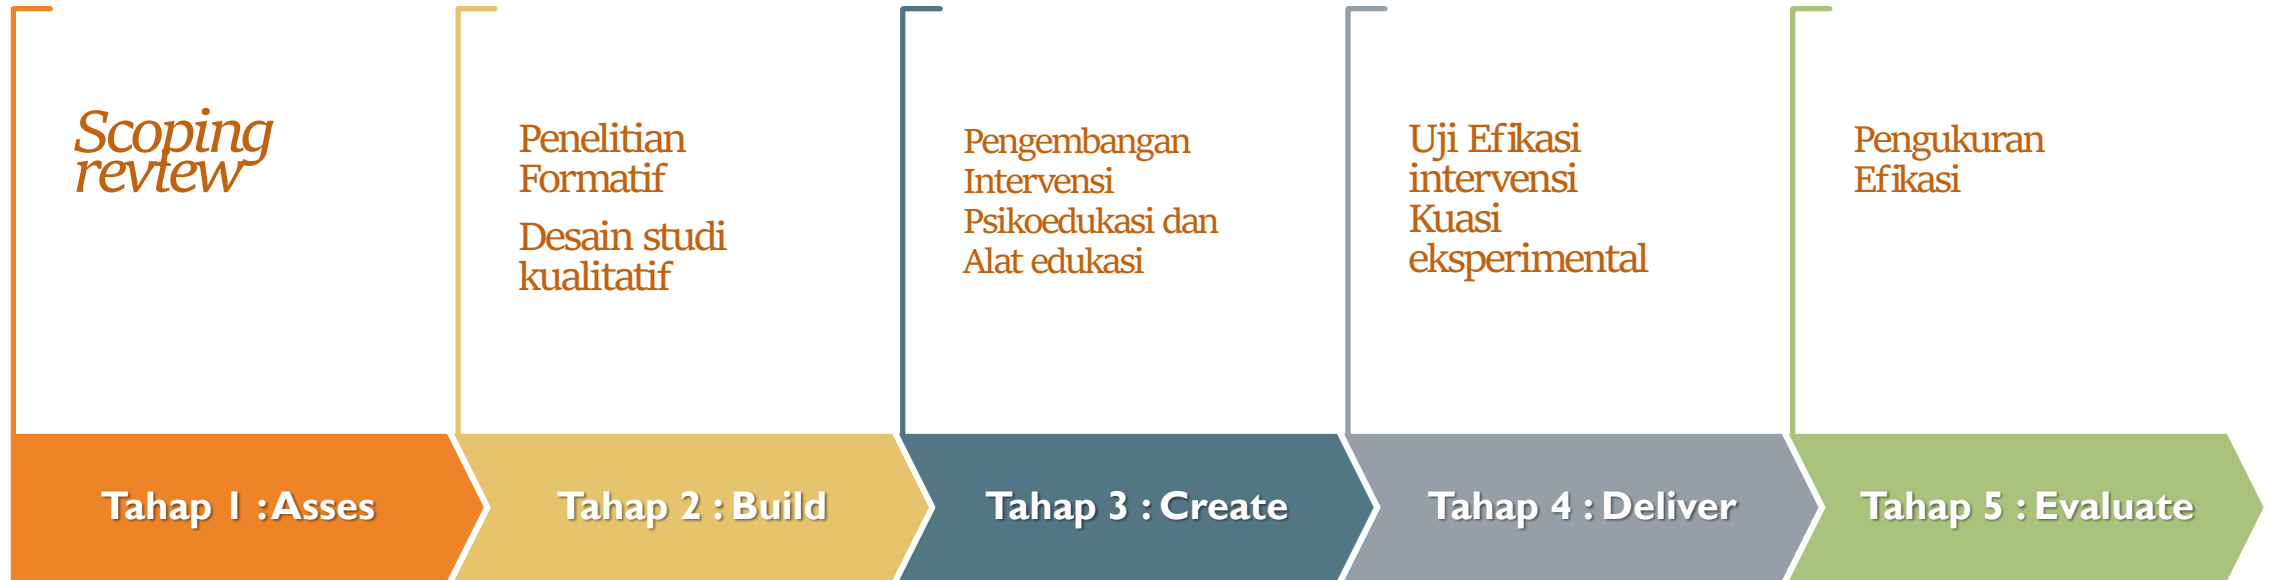 Scoping
review
Penelitian
Formatif
Desain studi
kualitatif
Pengembangan
Intervensi
Psikoedukasi dan
Alat edukasi
Uji Efikasi
intervensi
Kuasi
eksperimental
Pengukuran
Efikasi
Tahap 1 : Asses
Tahap 2 : Build
Tahap 3 : Create
Tahap 4 : Deliver
Tahap 5 : Evaluate